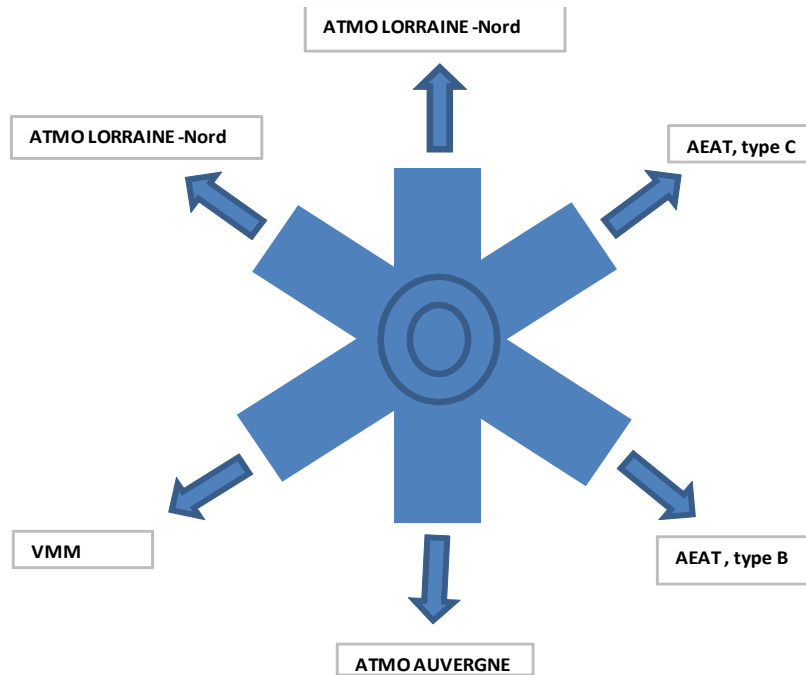 ATMO LORRAINE -Nord
ATMO LORRAINE -Nord
AEAT, type C
VMM
AEAT , type B
ATMO AUVERGNE